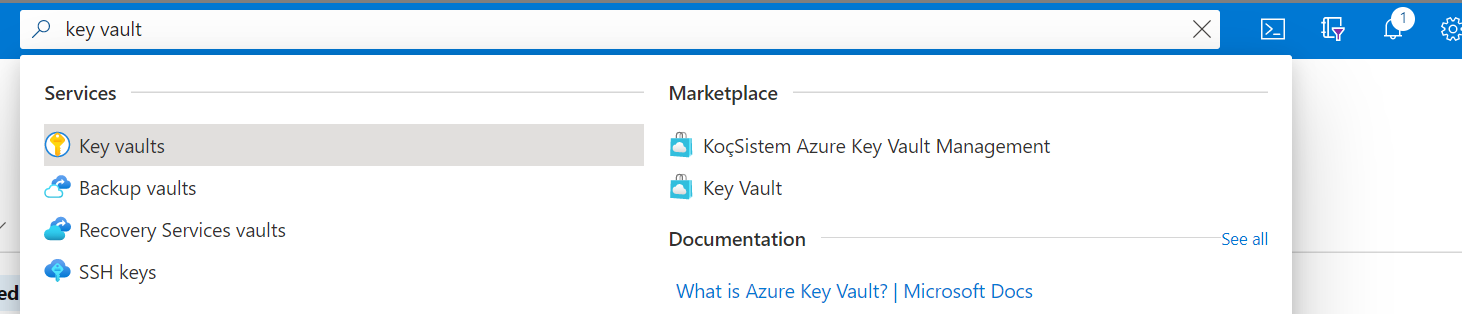 key vault
1
Services
Key vaults
Backup vaults
Recovery Services vaults
SSH keys
Marketplace
KoçSistem Azure Key Vault Management
Key Vault
Documentation
See all
What is Azure Key Vault? | Microsoft Docs
ed